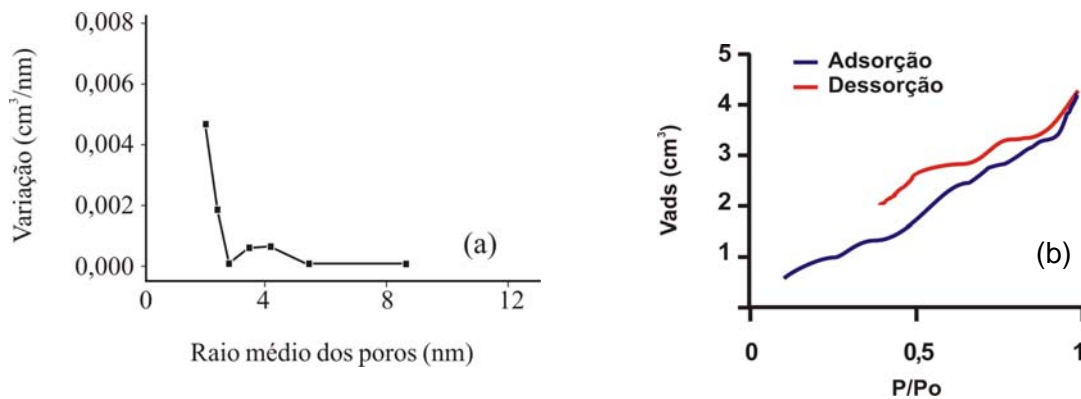 0,008
0,006
0,004
0,002
0,000
Variação (cm³/nm)
(a)
0 4 8 12
Raio médio dos poros (nm)
5
4
3
2
1
Vads (cm³)
Adsorção
Dessorção
(b)
0 0,5 1
P/Po